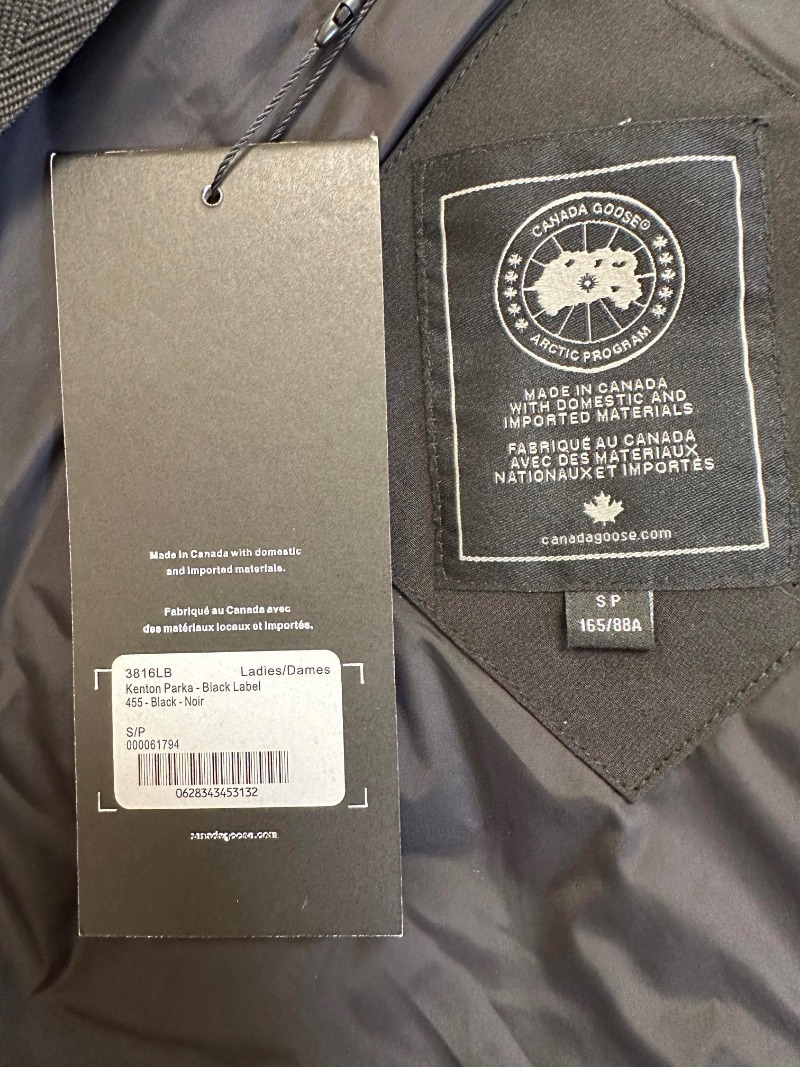 Made in Canada with domestic
and imported materials.
Fabriqué au Canada avec
des matériaux locaux et importés.
3816LB Ladies/Dames
Kenton Parka - Black Label
455 - Black - Noir
S/P
000061794
0628343453132
canadagoose.com
CANADA GOOSE®
ARCTIC PROGRAM
MADE IN CANADA
WITH DOMESTIC AND
IMPORTED MATERIALS
FABRIQUÉ AU CANADA
AVEC DES MATÉRIAUX
NATIONAUX ET IMPORTÉS
canadagoose.com
S P
165/88A